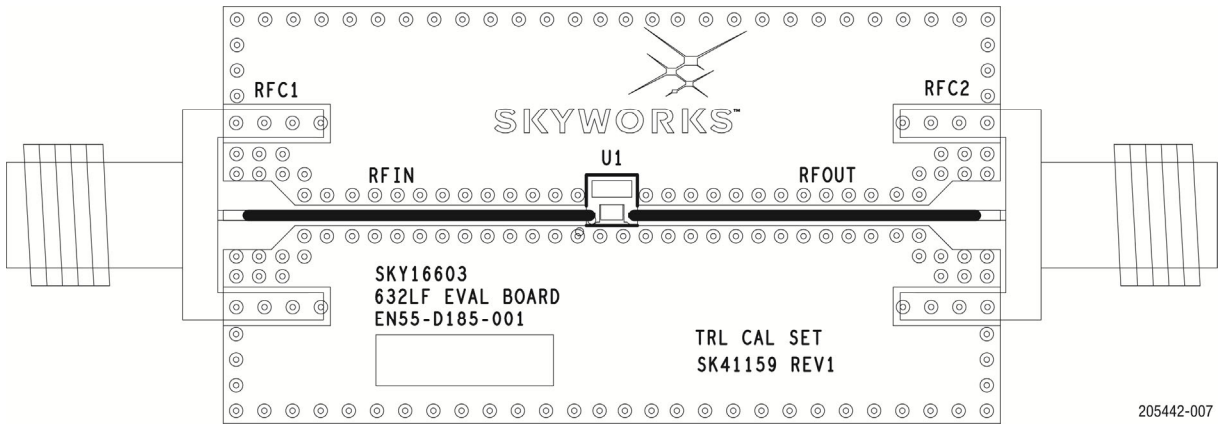 RFC1
RFC2
SKYWORKS™
U1
RFIN
RFOUT
SKY16603
632LF EVAL BOARD
EN55-D185-001
TRL CAL SET
SK41159 REV1
205442-007